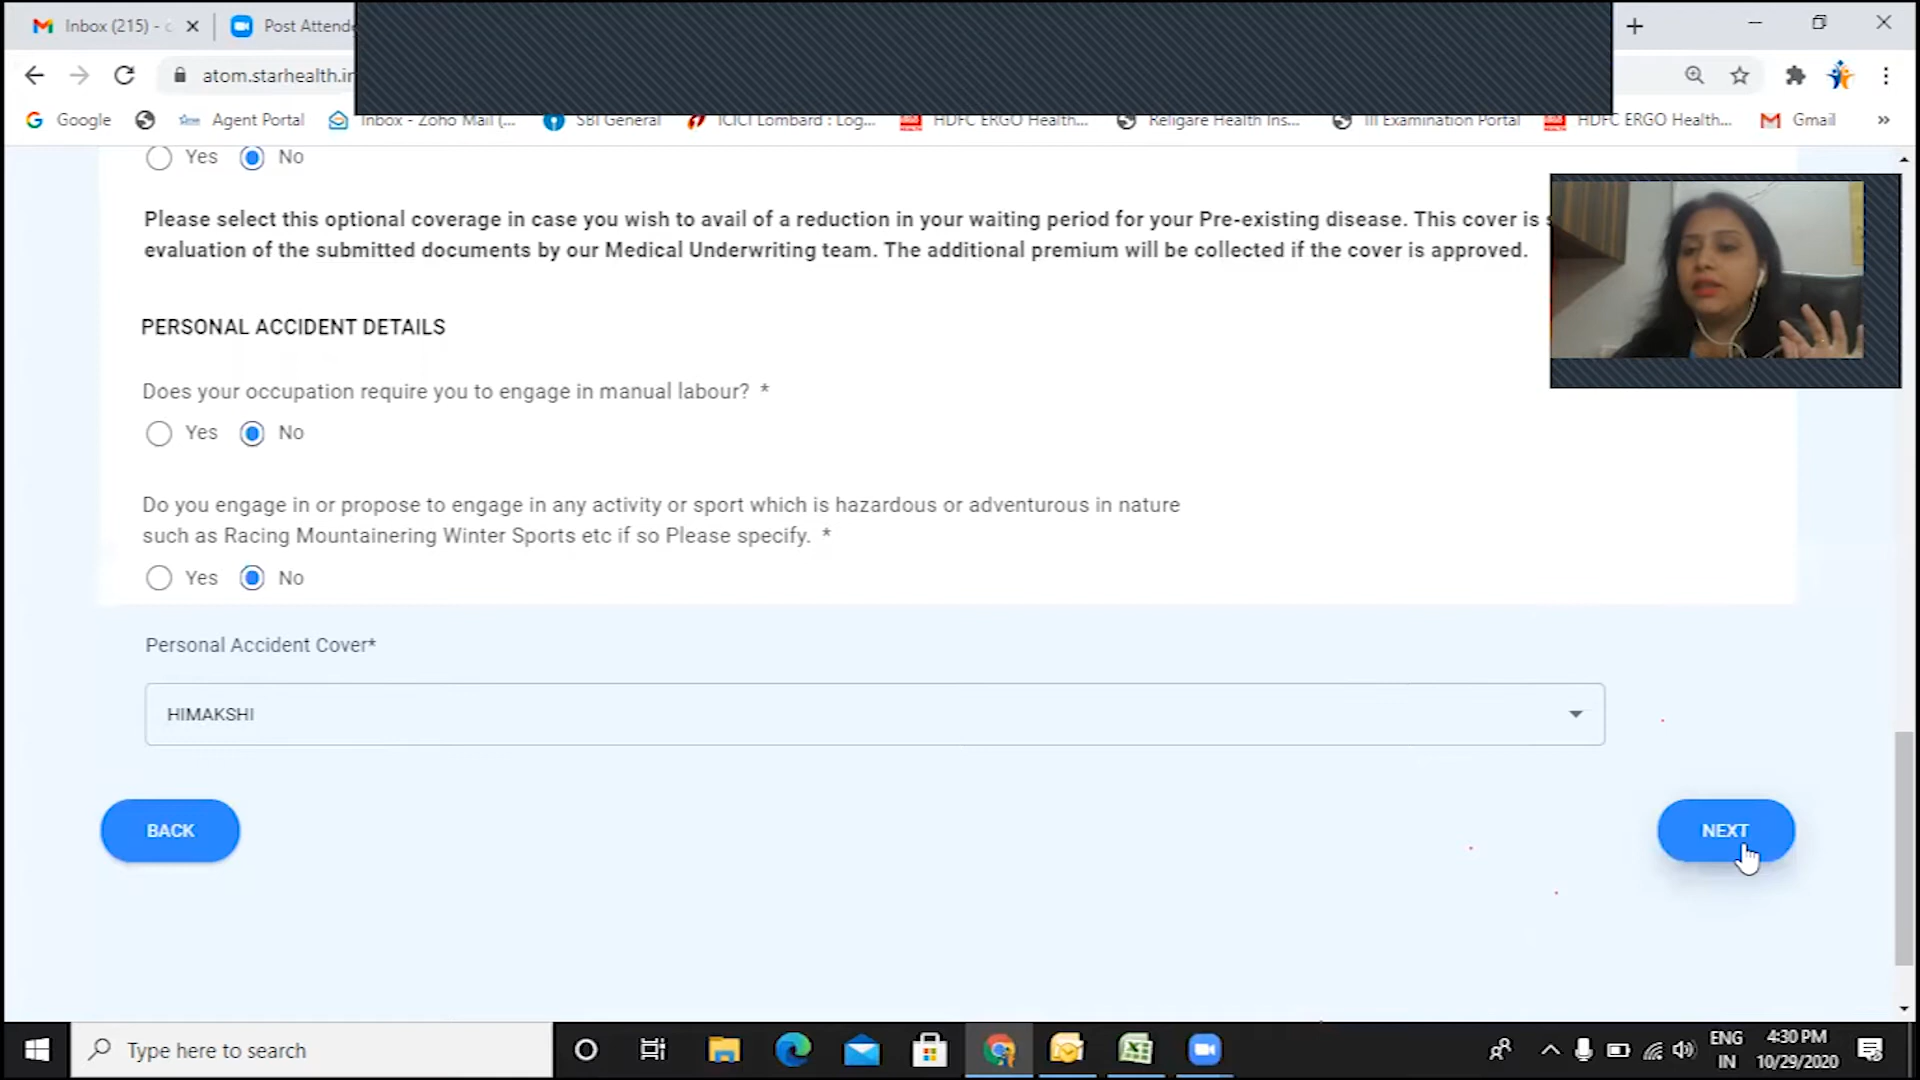 Inbox (215) -
Post Attende
atom.starhealth.in
Google
Agent Portal
Inbox - Zoho Mail (...
SBI General
ICICI Lombard : Log...
HDFC ERGO Health...
Religare Health Ins...
III Examination Portal
HDFC ERGO Health...
Gmail
»
Yes No
Please select this optional coverage in case you wish to avail of a reduction in your waiting period for your Pre-existing disease. This cover is
evaluation of the submitted documents by our Medical Underwriting team. The additional premium will be collected if the cover is approved.
PERSONAL ACCIDENT DETAILS
Does your occupation require you to engage in manual labour? *
Yes No
Do you engage in or propose to engage in any activity or sport which is hazardous or adventurous in nature
such as Racing Mountainering Winter Sports etc if so Please specify. *
Yes No
Personal Accident Cover*
HIMAKSHI
BACK
NEXT
Type here to search
ENG
IN
4:30 PM
10/29/2020